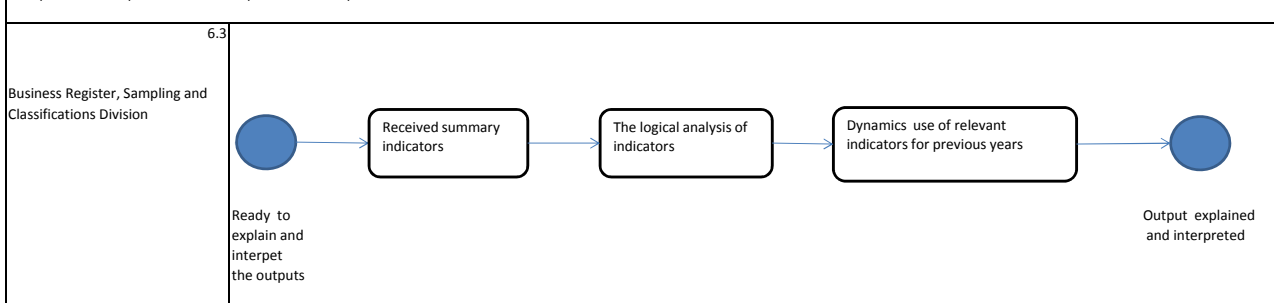 6.3
Business Register, Sampling and
Classifications Division
Received summary
indicators
The logical analysis of
indicators
Dynamics use of relevant
indicators for previous years
Ready to
explain and
interpet
the outputs
Output explained
and interpreted